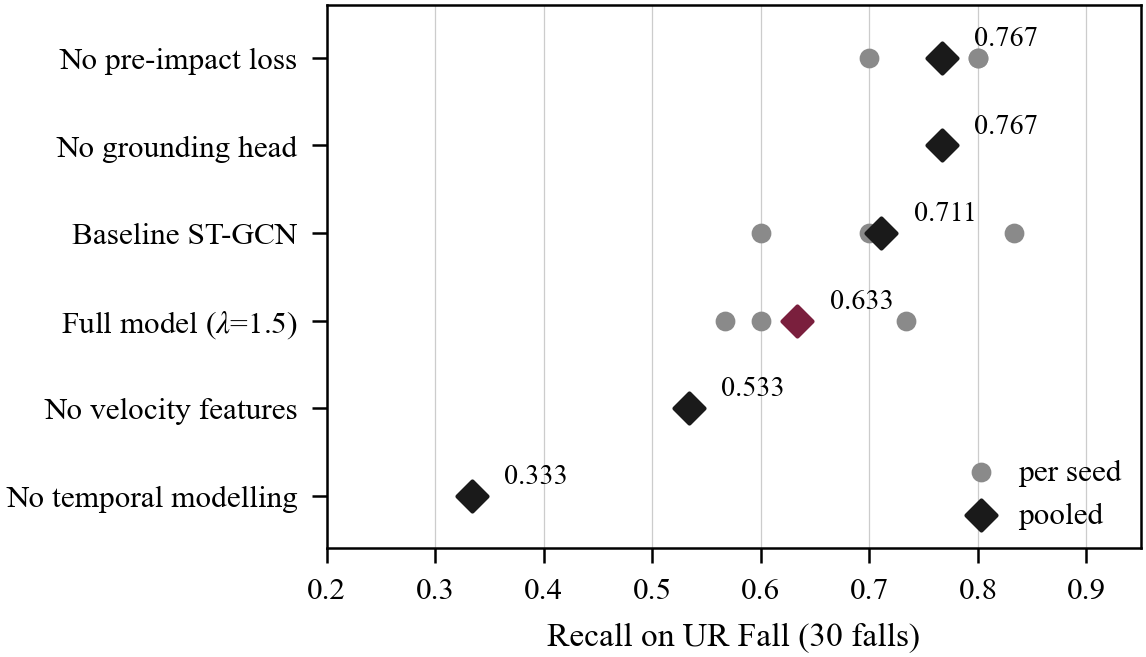 No pre-impact loss
0.767
No grounding head
0.767
Baseline ST-GCN
0.711
Full model (λ=1.5)
0.633
No velocity features
0.533
No temporal modelling
0.333
per seed
pooled
0.2 0.3 0.4 0.5 0.6 0.7 0.8 0.9
Recall on UR Fall (30 falls)